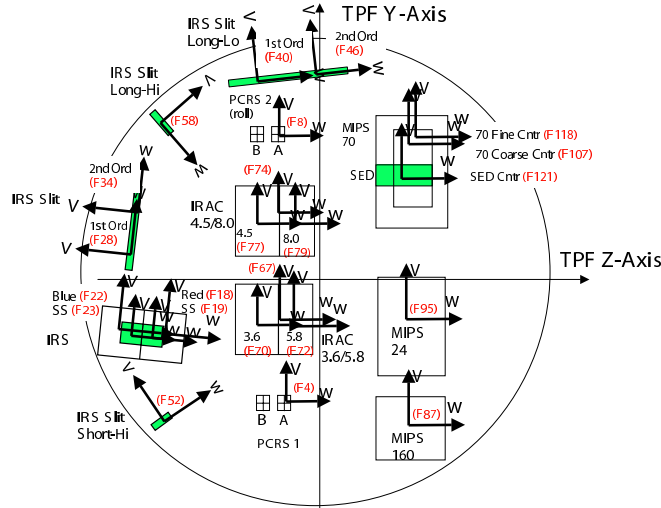 TPF Y-Axis
IRS Slit
Long-Lo
1st Ord
(F40)
2nd Ord
(F46)
V
V
W
IRS Slit
Long-Hi
V
(F58)
W
PCRS 2
(roll)
V
(F8)
W
B A
MIPS
70
V
V
W
W
70 Fine Cntr (F118)
70 Coarse Cntr (F107)
V
SED
SED Cntr (F121)
2nd Ord
(F34)
W
W
IRS Slit
V
1st Ord
(F28)
V
(F74)
V
V
W
W
IRAC
4.5/8.0
4.5
(F77)
8.0
(F79)
TPF Z-Axis
Blue (F22)
SS (F23)
V
V
Red (F18)
SS (F19)
V
V
W
W
W
IRS
(F67)
V
V
V
W
W
3.6
(F70)
5.8
(F72)
IRAC
3.6/5.8
V
(F95)
W
MIPS
24
V
(F52)
W
IRS Slit
Short-Hi
V
(F4)
W
B A
PCRS 1
V
(F87)
W
MIPS
160